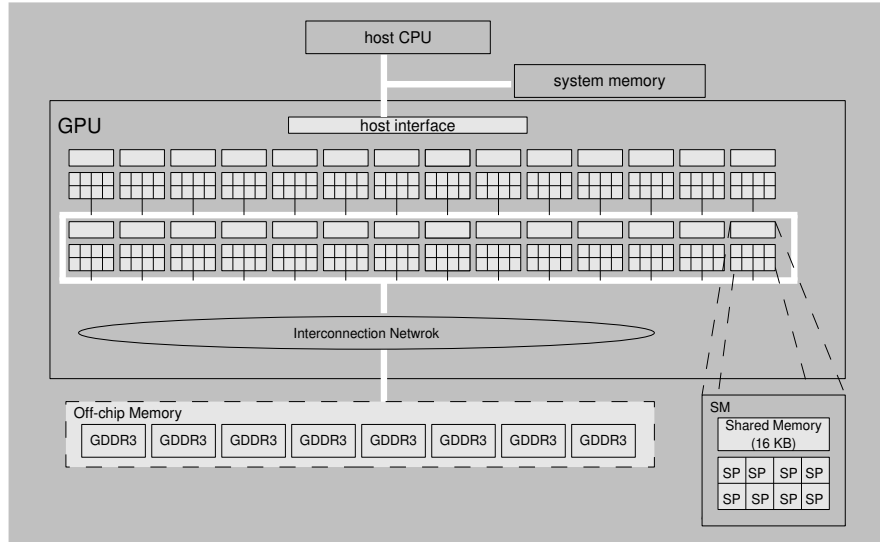 host CPU
system memory
GPU
host interface
Interconnection Netwrok
Off-chip Memory
GDDR3 GDDR3 GDDR3 GDDR3 GDDR3 GDDR3 GDDR3 GDDR3
SM
Shared Memory
(16 KB)
SP SP SP SP
SP SP SP SP